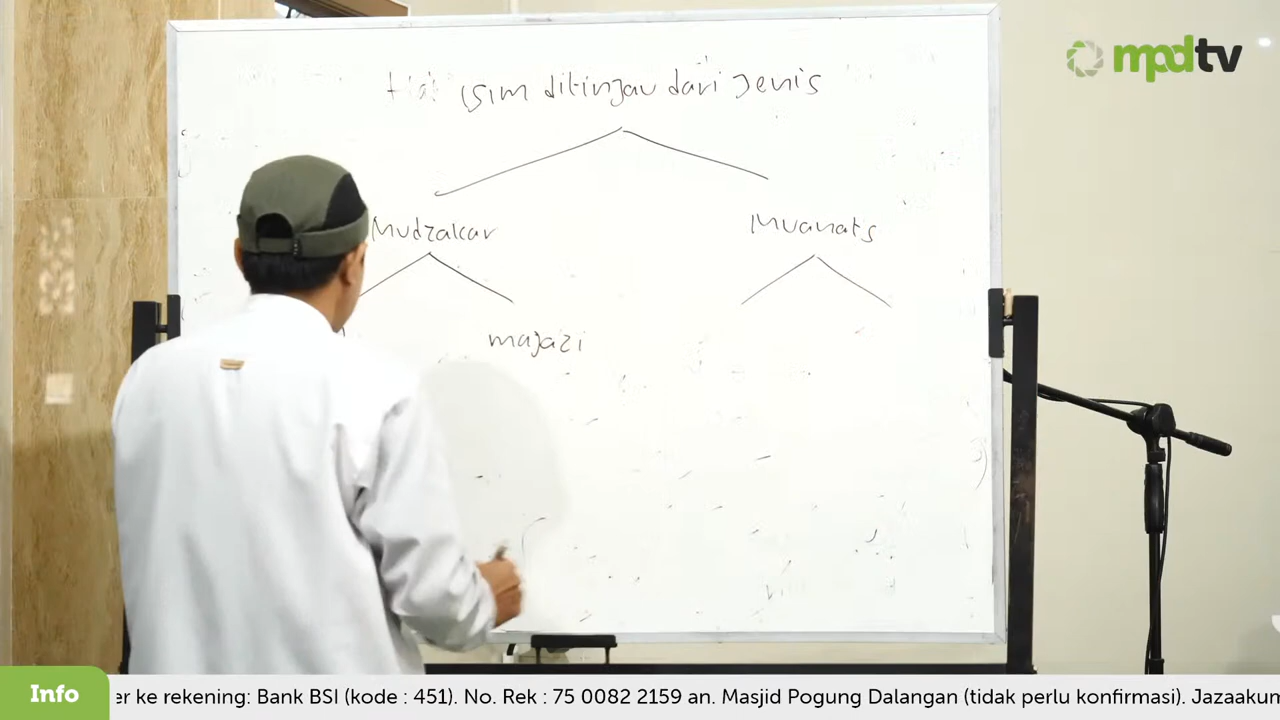 mpdtv
isim ditinjau dari Jenis
Mudzakar
Muanats
majazi
Info
er ke rekening: Bank BSI (kode : 451). No. Rek : 75 0082 2159 an. Masjid Pogung Dalangan (tidak perlu konfirmasi). Jazaakun